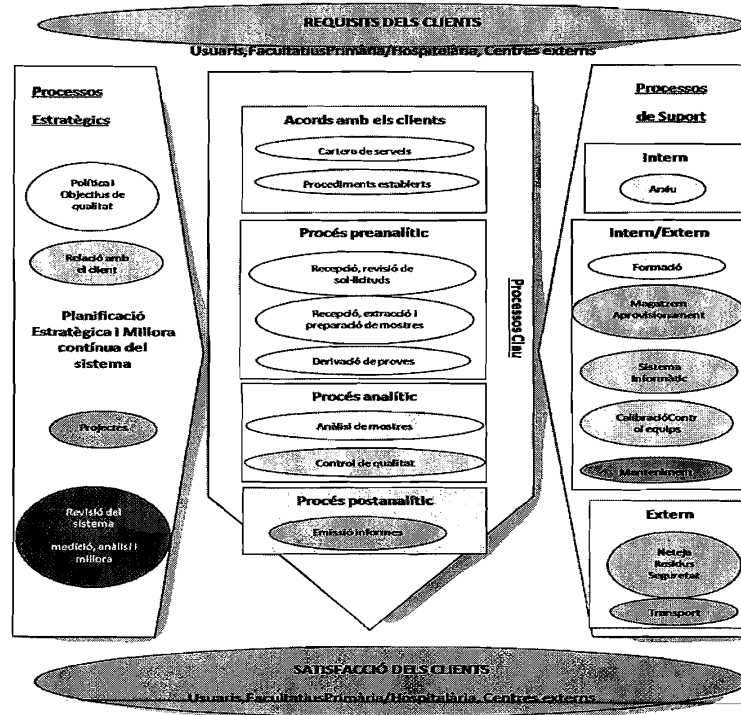 REQUISITS DELS CLIENTS
Usuaris,FacultatiusPrimària/Hospitalària, Centres externs
Processos
Estratègics
Política i
Objectius de
qualitat
Relació amb
el client
Planificació
Estratègica i Millora
contínua del
sistema
Projectes
Revisió del
sistema
medició, anàlisi i
millora
Acords amb els clients
Cartera de serveis
Procediments establerts
Procés preanalític
Recepció, revisió de
sol·licituds
Recepció, extracció i
preparació de mostres
Derivació de proves
Procés analític
Anàlisi de mostres
Control de qualitat
Procés postanalític
Emissió informes
Processos Clau
Processos
de Suport
Intern
Arxiu
Intern/Extern
Formació
Magatzem
Aprovisionament
Sistema
Informàtic
CalibracióContr
ol equips
Manteniment
Extern
Neteja
Residus
Seguretat
Transport
SATISFACCIÓ DELS CLIENTS
Usuaris,FacultatiusPrimària/Hospitalària, Centres externs